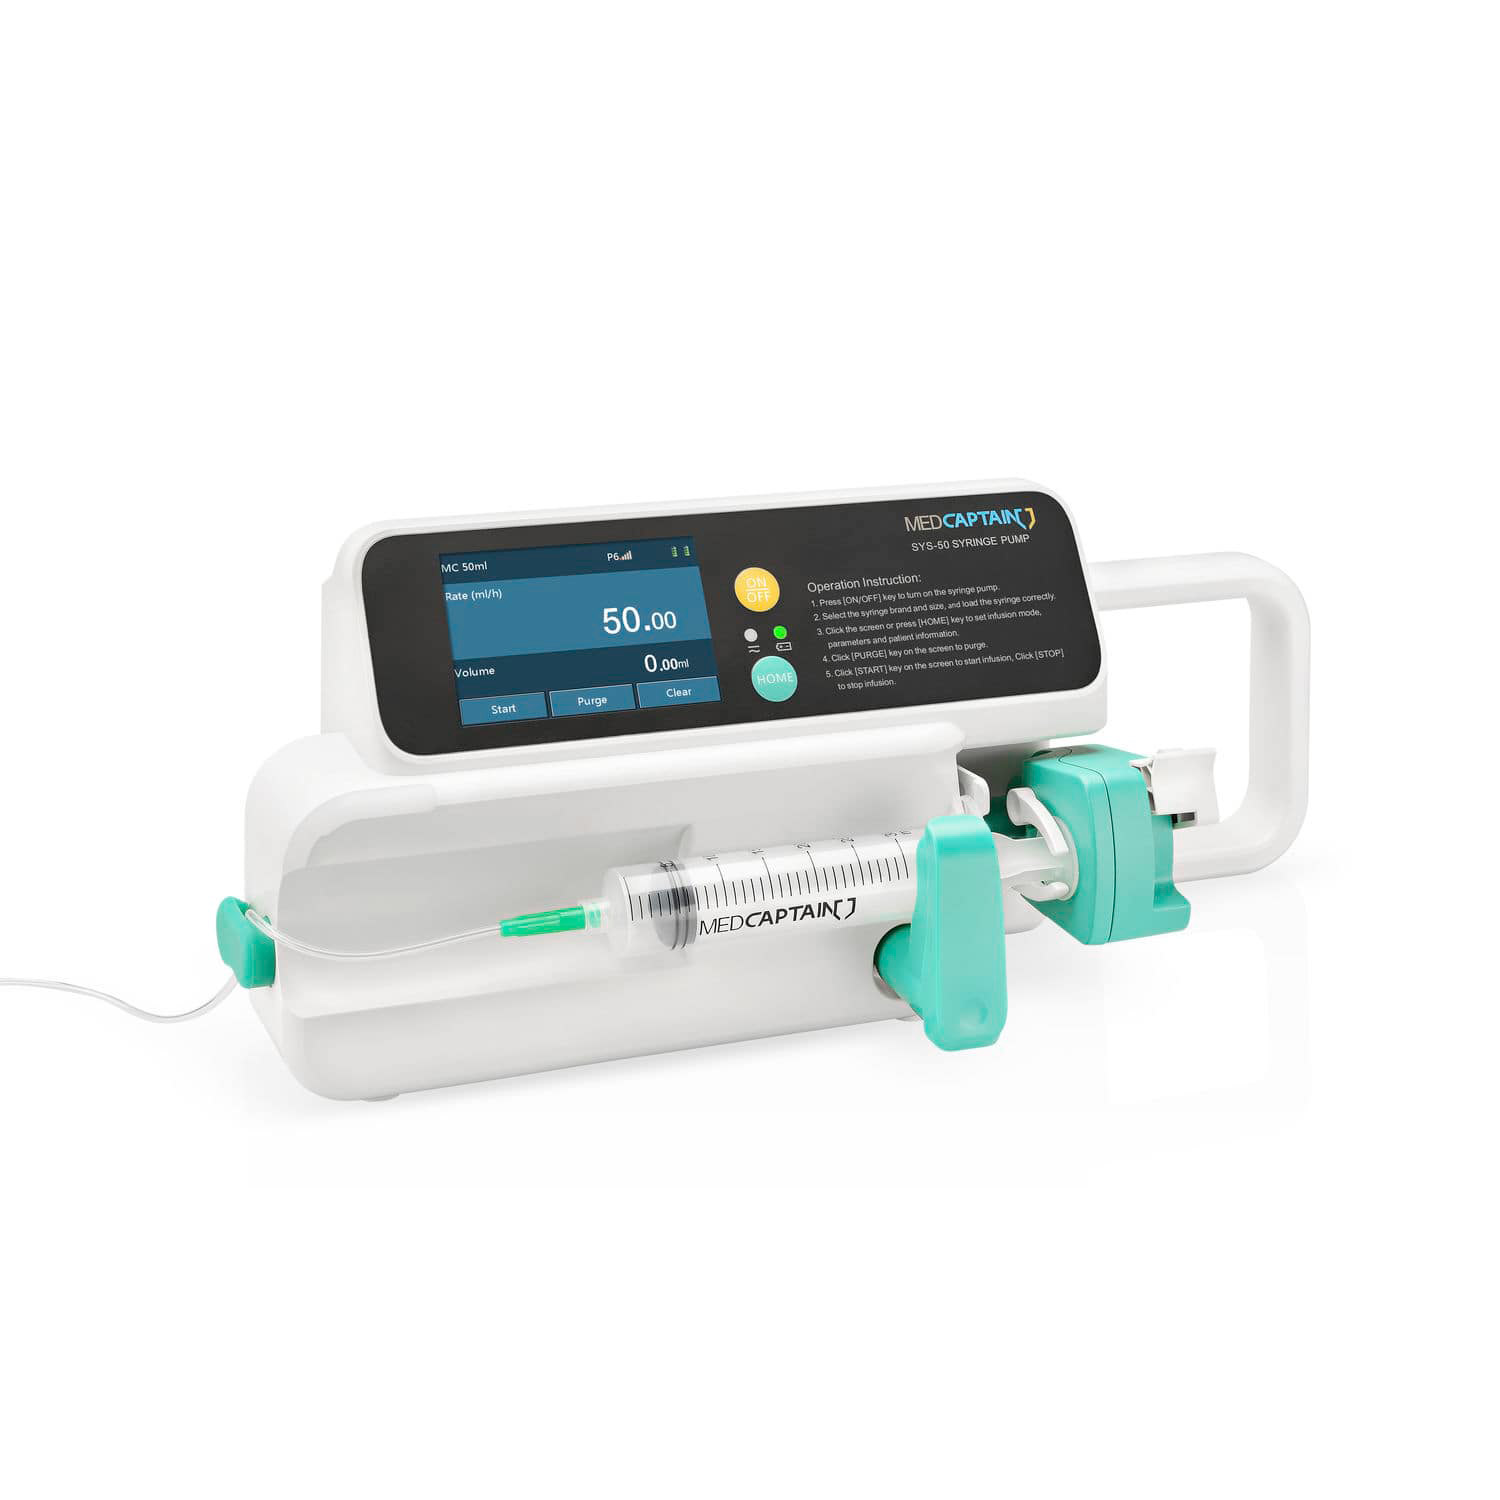 MEDCAPTAIN
SYS-50 SYRINGE PUMP
MC 50ml
P6
Rate (ml/h)
50.00
Volume
0.00ml
Start
Purge
Clear
ON
OFF
HOME
Operation Instruction:
1. Press [ON/OFF] key to turn on the syringe pump.
2. Select the syringe brand and size, and load the syringe correctly.
3. Click the screen or press [HOME] key to set infusion mode,
parameters and patient information.
4. Click [PURGE] key on the screen to purge.
5. Click [START] key on the screen to start infusion, Click [STOP]
to stop infusion.
MEDCAPTAIN